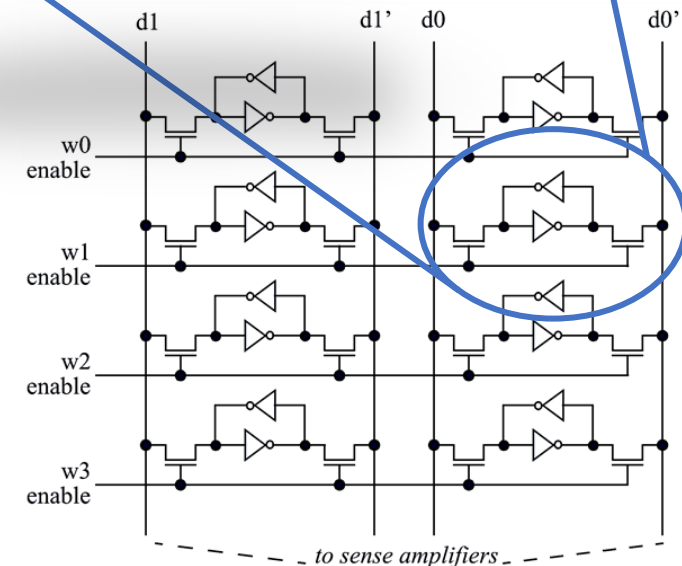 d1 d1’ d0 d0’
w0
enable
w1
enable
w2
enable
w3
enable
to sense amplifiers